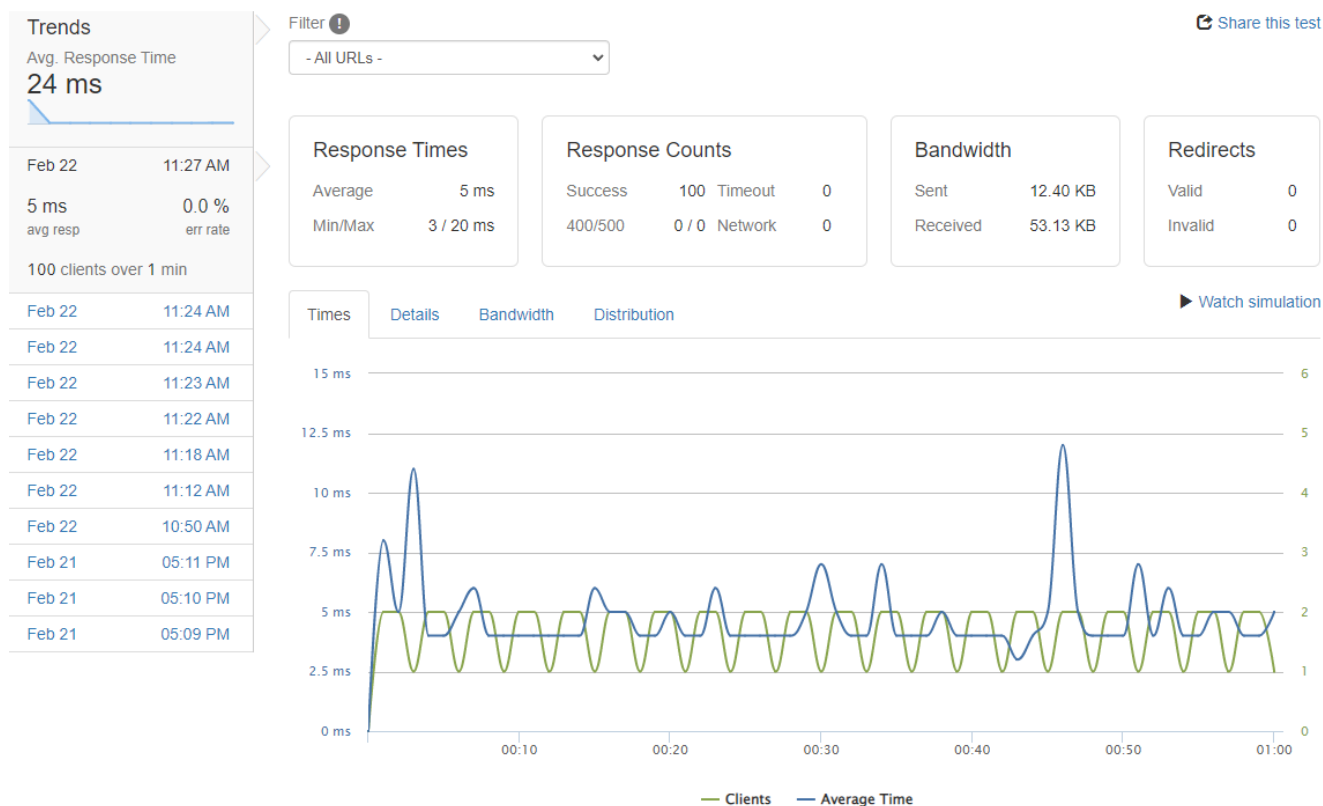 Trends
Avg. Response Time
24 ms
Feb 22 11:27 AM
5 ms 0.0 %
avg resp err rate
100 clients over 1 min
Feb 22 11:24 AM
Feb 22 11:24 AM
Feb 22 11:23 AM
Feb 22 11:22 AM
Feb 22 11:18 AM
Feb 22 11:12 AM
Feb 22 10:50 AM
Feb 21 05:11 PM
Feb 21 05:10 PM
Feb 21 05:09 PM
Filter !
Share this test
- All URLs -
Response Times
Average 5 ms
Min/Max 3 / 20 ms
Response Counts
Success 100 Timeout 0
400/500 0 / 0 Network 0
Bandwidth
Sent 12.40 KB
Received 53.13 KB
Redirects
Valid 0
Invalid 0
Times Details Bandwidth Distribution
Watch simulation
15 ms 6
12.5 ms 5
10 ms 4
7.5 ms 3
5 ms 2
2.5 ms 1
0 ms 0
00:10 00:20 00:30 00:40 00:50 01:00
Clients Average Time